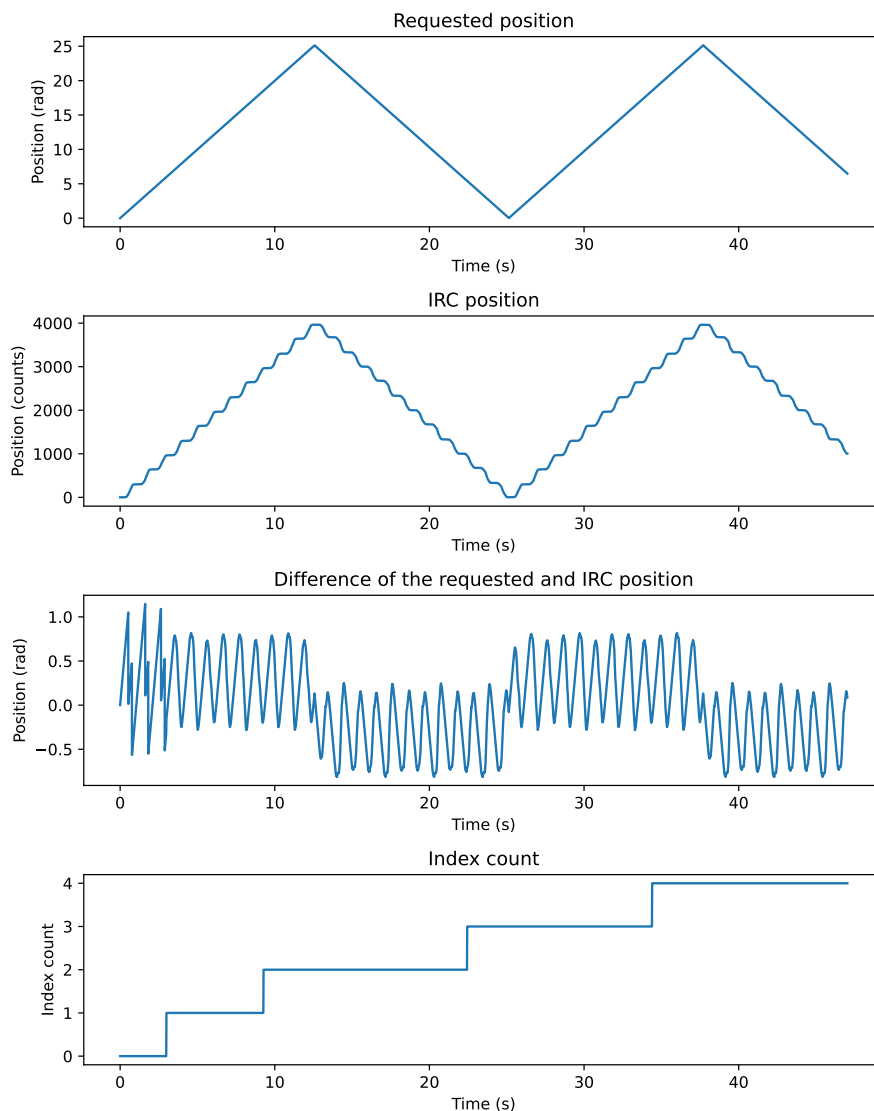 Requested position
25
20
15
10
5
0
Position (rad)
0 10 20 30 40
Time (s)
IRC position
4000
3000
2000
1000
0
Position (counts)
0 10 20 30 40
Time (s)
Difference of the requested and IRC position
1.0
0.5
0.0
−0.5
Position (rad)
0 10 20 30 40
Time (s)
Index count
4
3
2
1
0
Index count
0 10 20 30 40
Time (s)